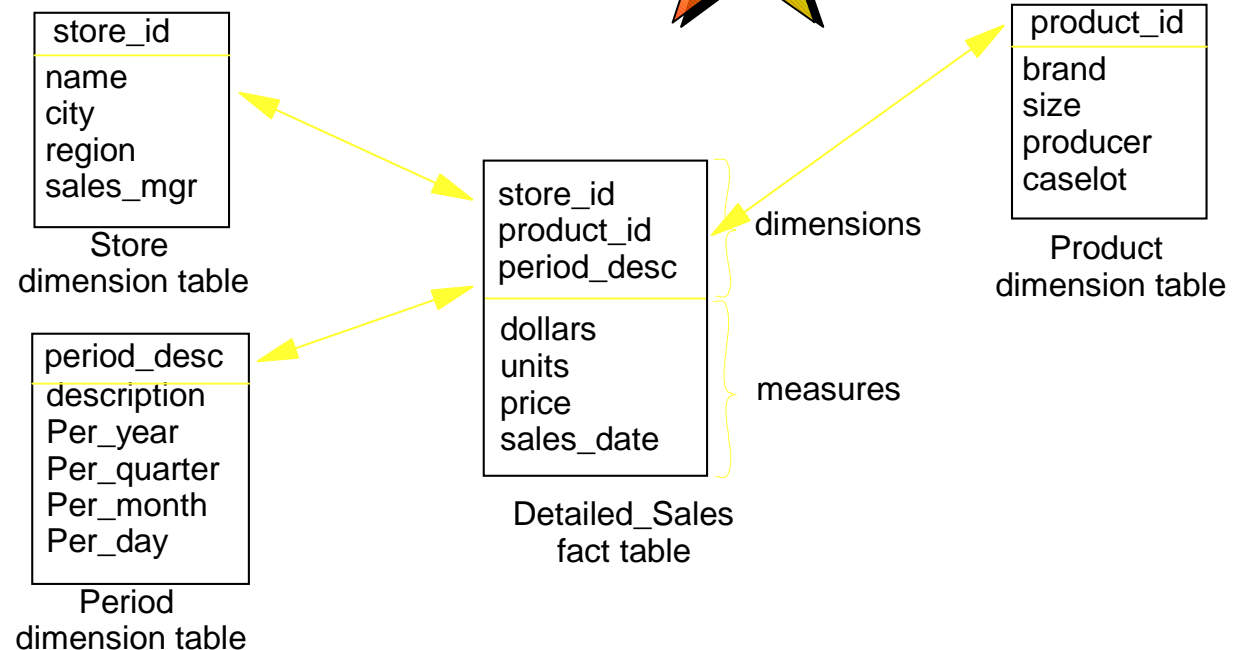 store_id
name
city
region
sales_mgr
Store
dimension table
period_desc
description
Per_year
Per_quarter
Per_month
Per_day
Period
dimension table
store_id
product_id
period_desc
dollars
units
price
sales_date
Detailed_Sales
fact table
dimensions
measures
product_id
brand
size
producer
caselot
Product
dimension table